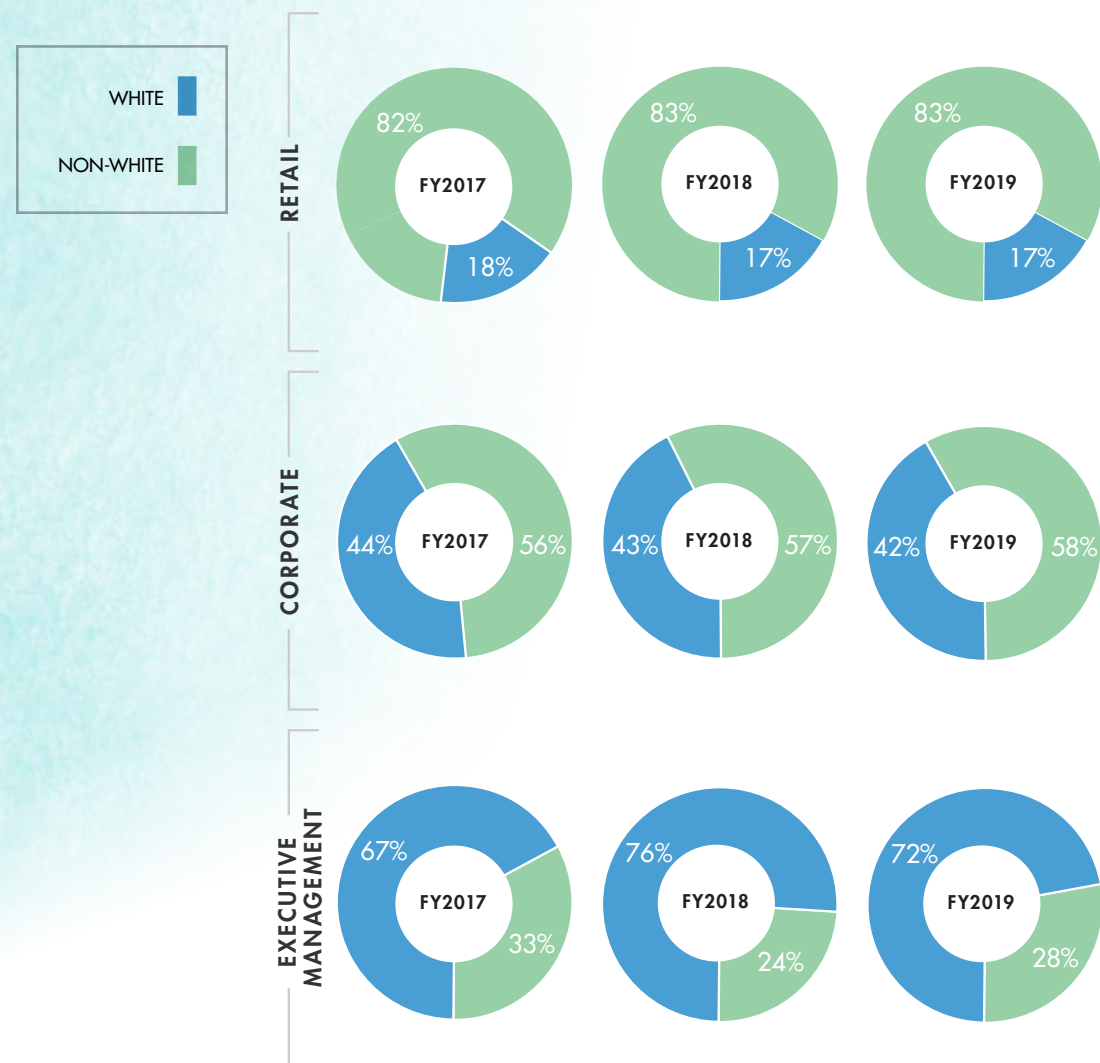 WHITE
NON-WHITE
RETAIL
82%
FY2017
18%
83%
FY2018
17%
83%
FY2019
17%
CORPORATE
44%
FY2017
56%
43%
FY2018
57%
42%
FY2019
58%
EXECUTIVE
MANAGEMENT
67%
FY2017
33%
76%
FY2018
24%
72%
FY2019
28%